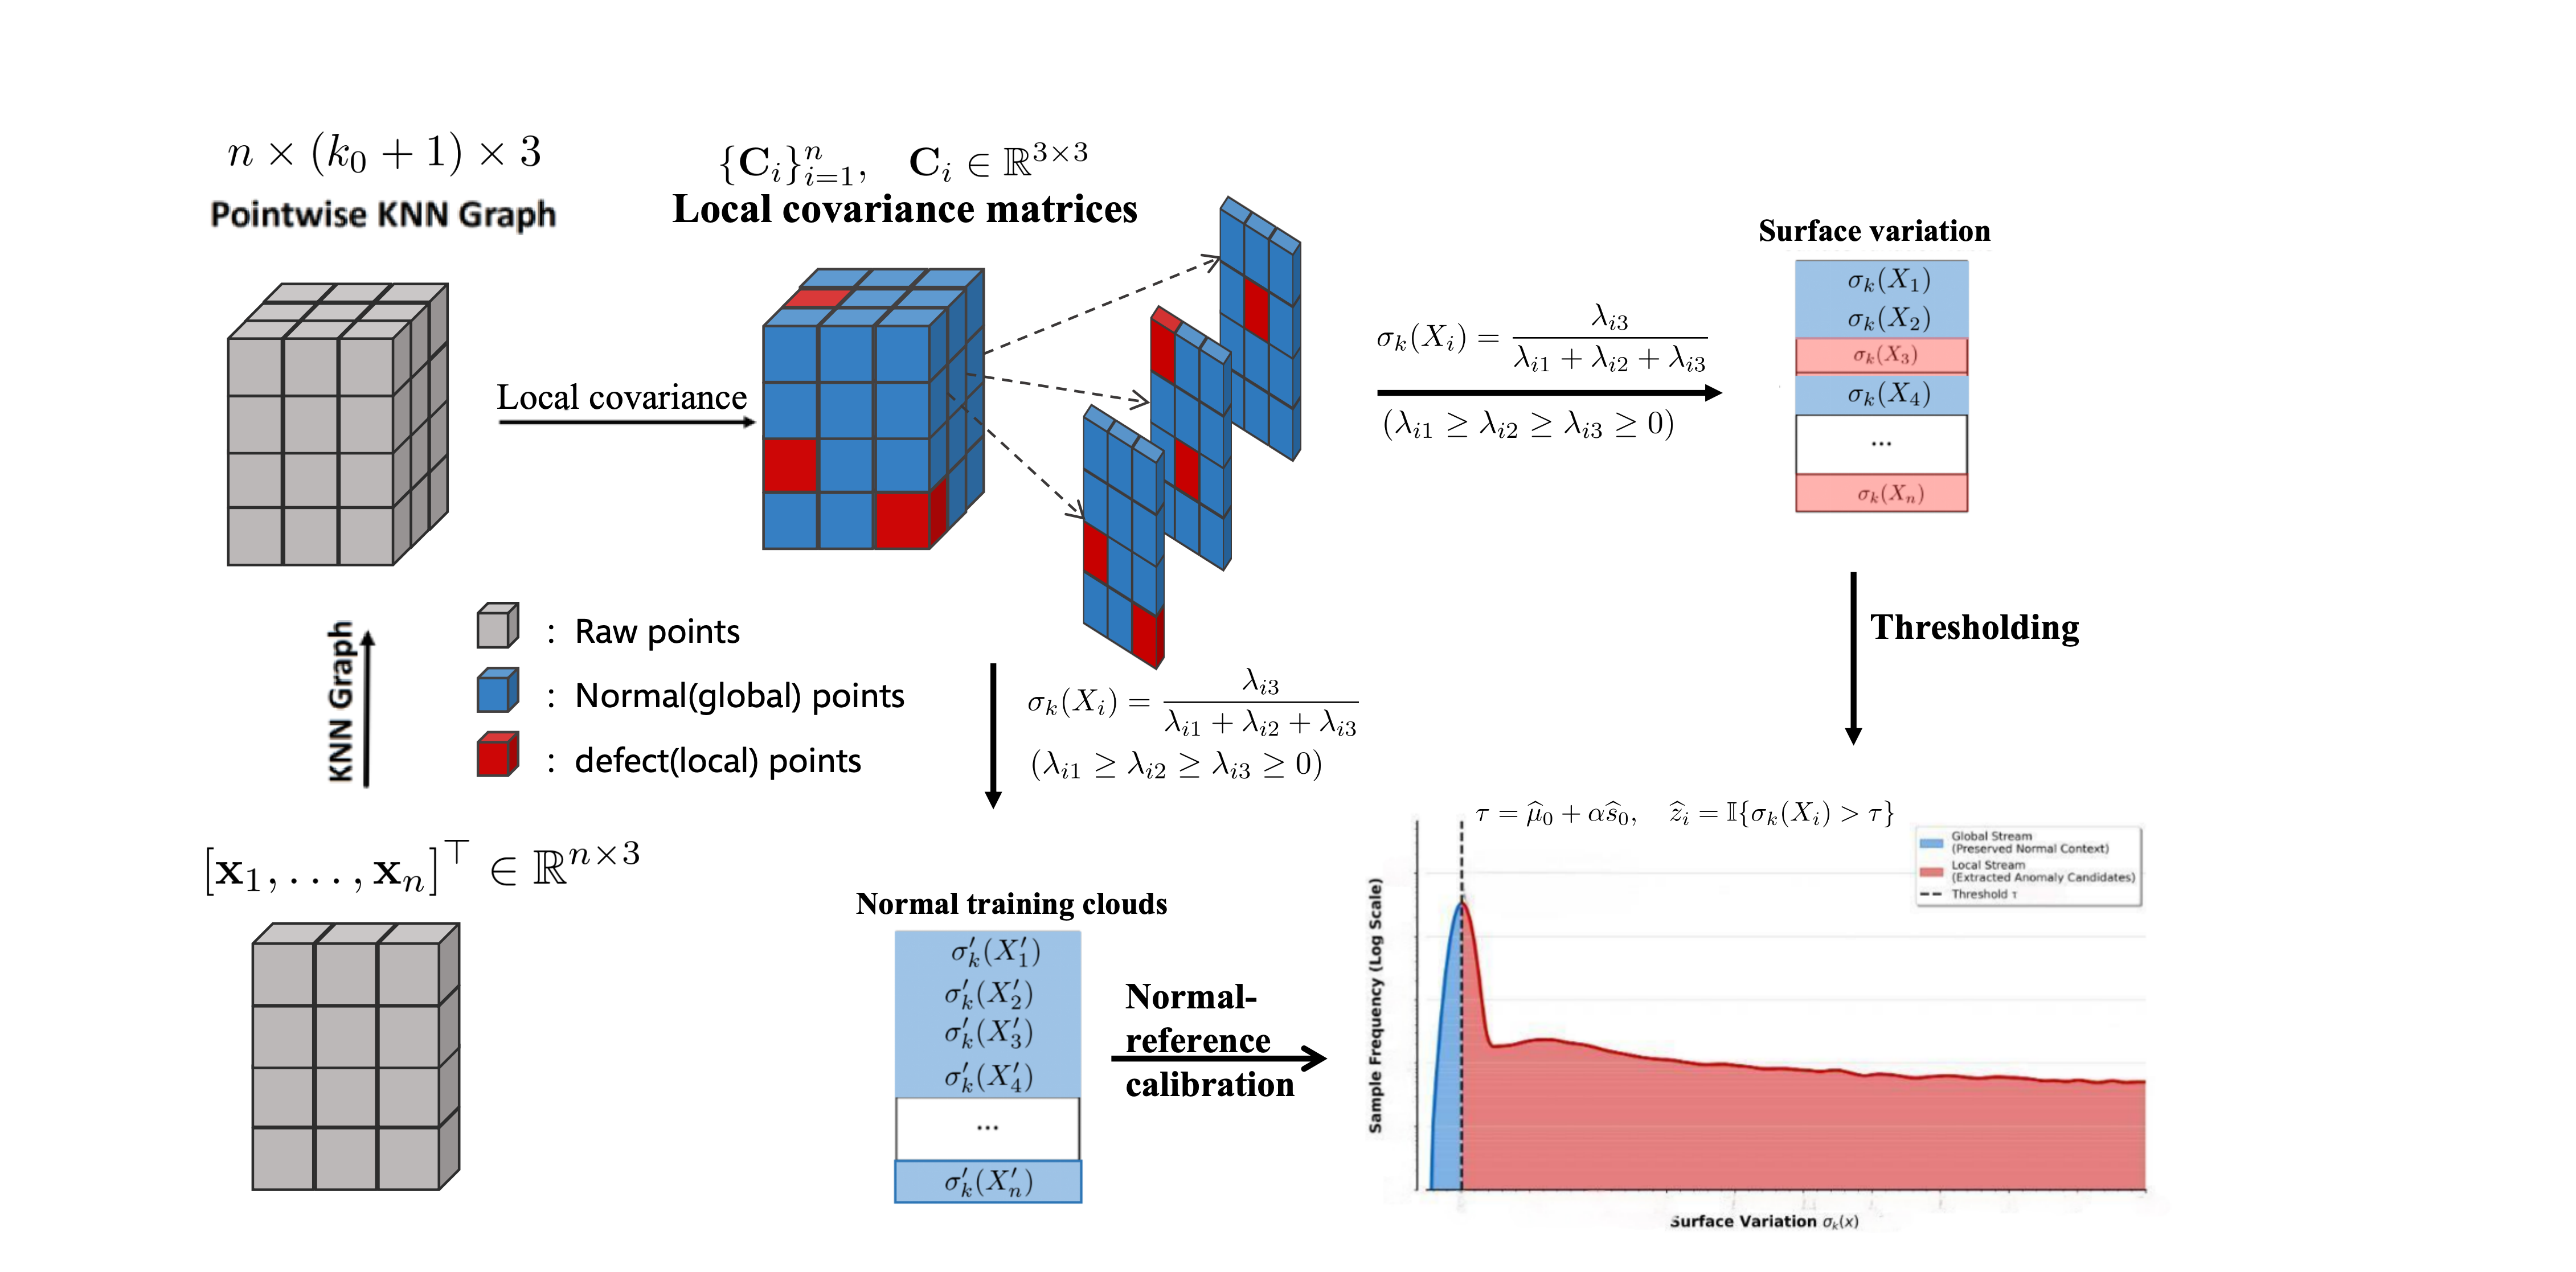 n × (k₀ + 1) × 3
Pointwise KNN Graph
{𝐂ᵢ}ⁿᵢ₌₁, 𝐂ᵢ ∈ ℝ³ˣ³
Local covariance matrices
Local covariance
σₖ(Xᵢ) = λᵢ₃ / (λᵢ₁ + λᵢ₂ + λᵢ₃)
(λᵢ₁ ≥ λᵢ₂ ≥ λᵢ₃ ≥ 0)
Surface variation
σₖ(X₁)
σₖ(X₂)
σₖ(X₃)
σₖ(X₄)
...
σₖ(Xₙ)
Thresholding
KNN Graph
: Raw points
: Normal(global) points
: defect(local) points
σₖ(Xᵢ) = λᵢ₃ / (λᵢ₁ + λᵢ₂ + λᵢ₃)
(λᵢ₁ ≥ λᵢ₂ ≥ λᵢ₃ ≥ 0)
[𝐱₁, . . . , 𝐱ₙ]^⊤ ∈ ℝⁿˣ³
Normal training clouds
σ′ₖ(X′₁)
σ′ₖ(X′₂)
σ′ₖ(X′₃)
σ′ₖ(X′₄)
...
σ′ₖ(X′ₙ)
Normal-
reference
calibration
τ = μ̂₀ + αŝ₀, ẑᵢ = 𝕀{σₖ(Xᵢ) > τ}
Global Stream
(Preserved Normal Context)
Local Stream
(Extracted Anomaly Candidates)
Threshold τ
Sample Frequency (Log Scale)
Surface Variation σₖ(x)